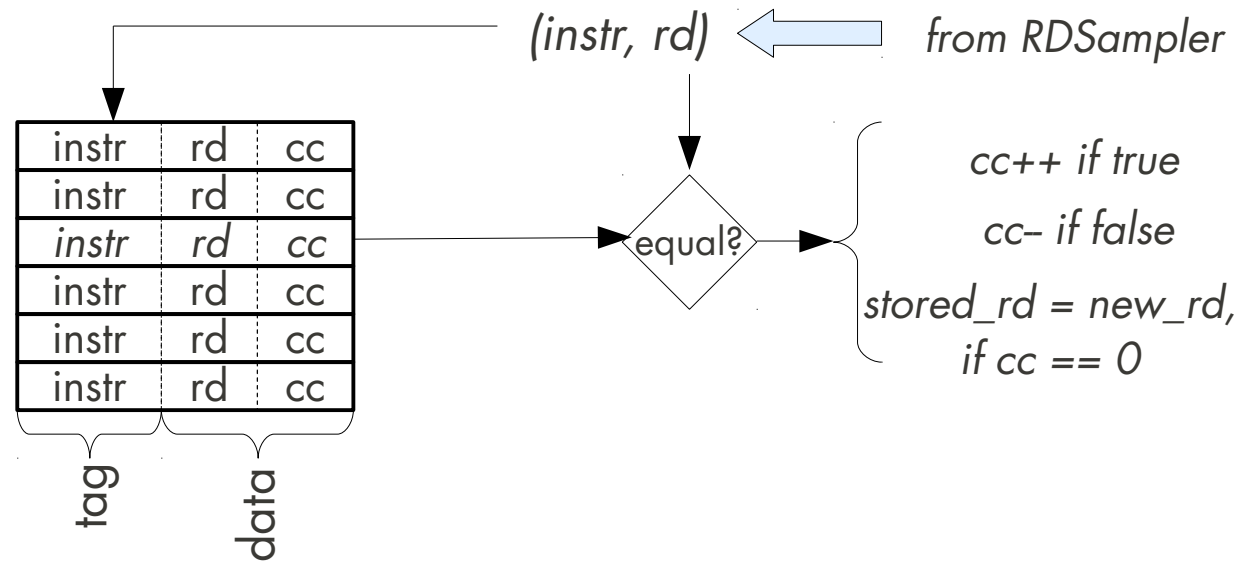 (instr, rd)
from RDSampler
instr rd cc
instr rd cc
instr rd cc
instr rd cc
instr rd cc
instr rd cc
equal?
cc++ if true
cc-- if false
stored_rd = new_rd,
if cc == 0
tag
data